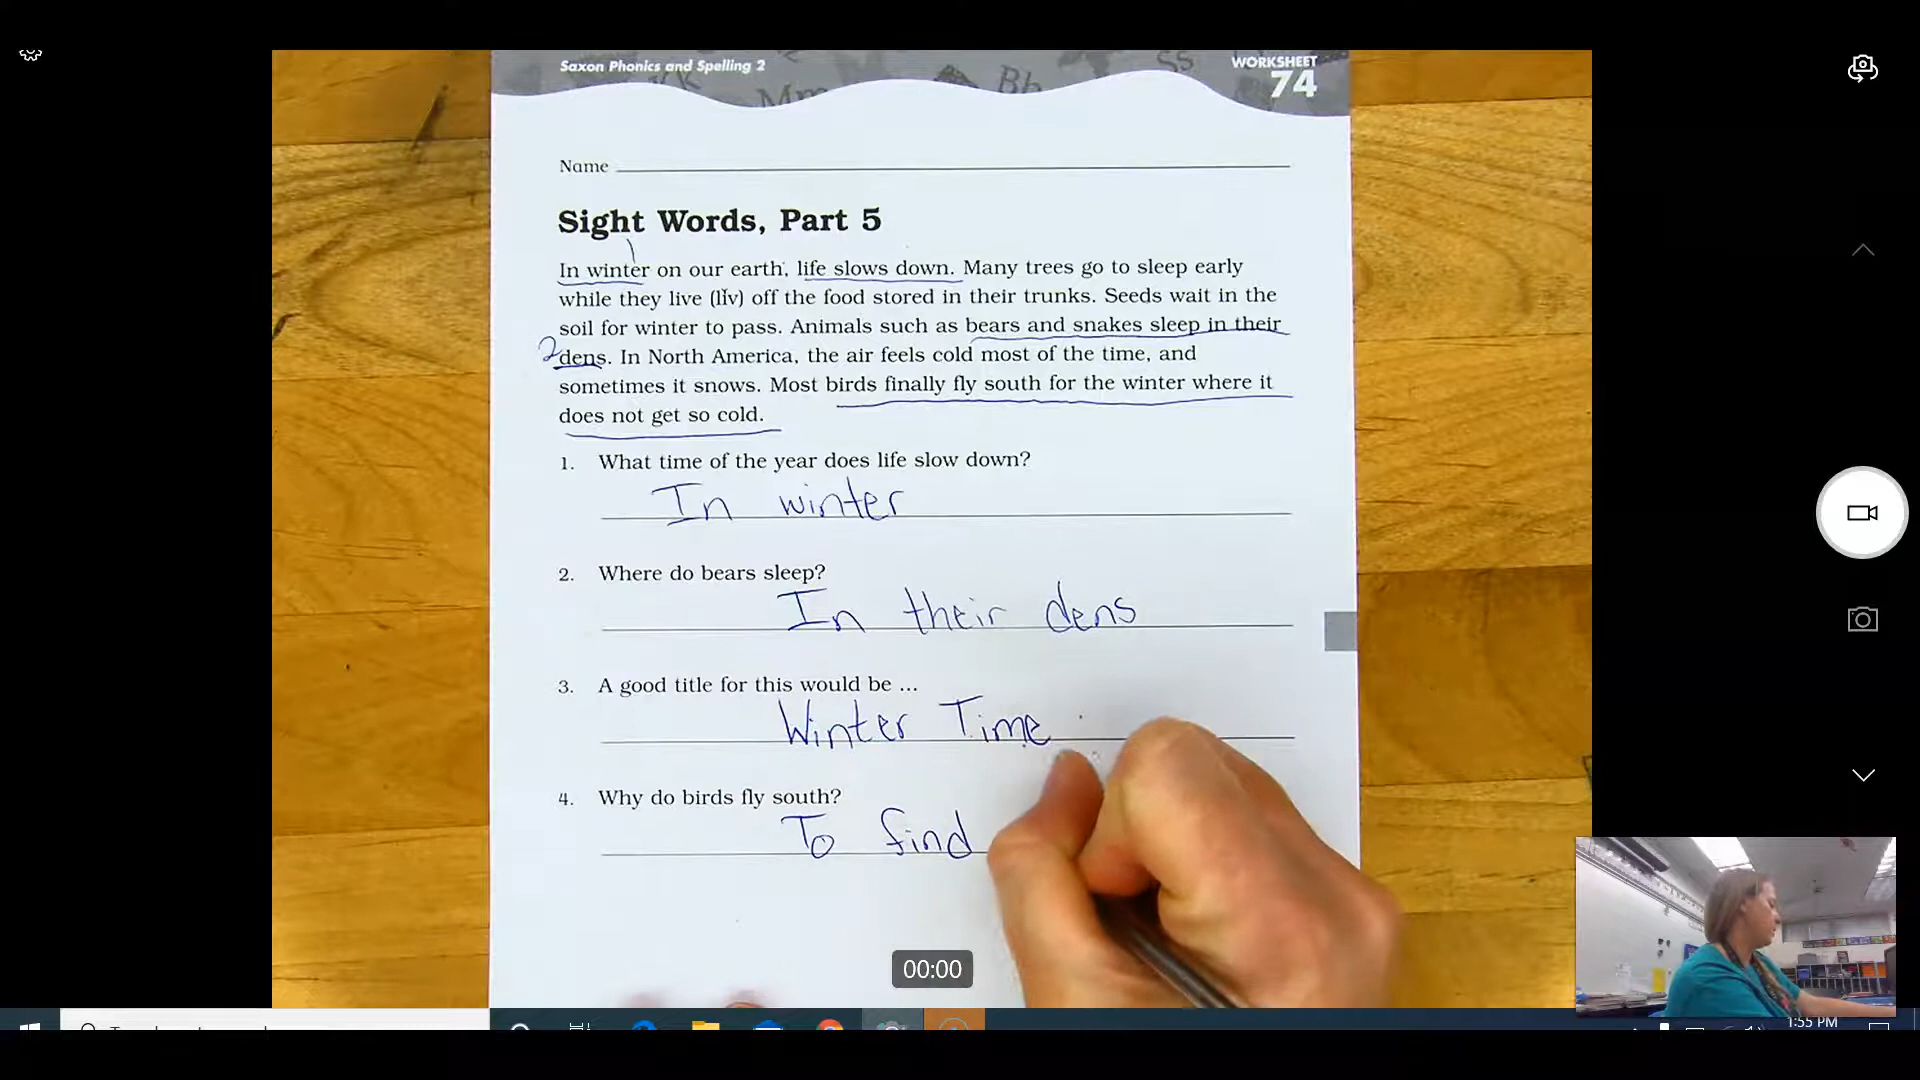 Saxon Phonics and Spelling 2
WORKSHEET
74
Mm
Bb
Ss
Name
Sight Words, Part 5
1
In winter on our earth, life slows down. Many trees go to sleep early
while they live (lĭv) off the food stored in their trunks. Seeds wait in the
soil for winter to pass. Animals such as bears and snakes sleep in their
2
dens. In North America, the air feels cold most of the time, and
sometimes it snows. Most birds finally fly south for the winter where it
does not get so cold.
1. What time of the year does life slow down?
In winter
2. Where do bears sleep?
In their dens
3. A good title for this would be ...
Winter Time
4. Why do birds fly south?
To find
00:00
1:55 PM